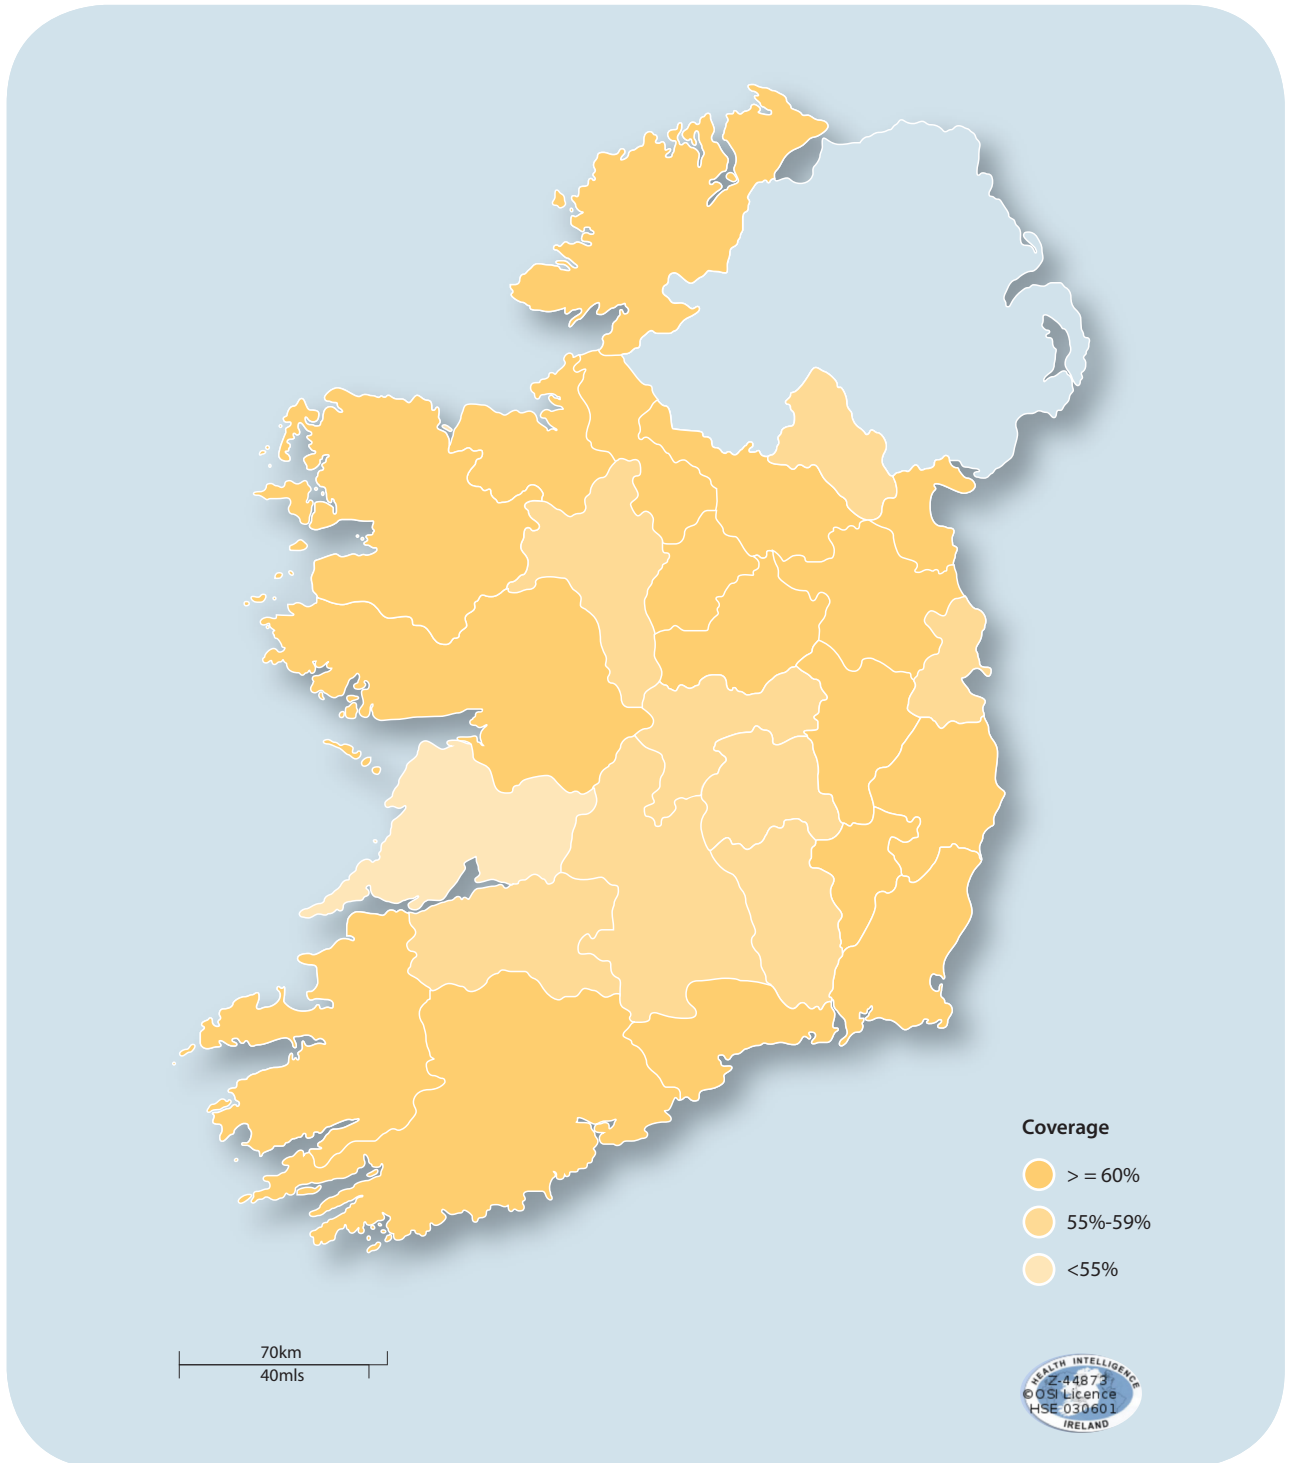 Coverage
> = 60%
55%-59%
<55%
70km
40mls
HEALTH INTELLIGENCE
Z-44873
©OSI Licence
HSE 030601
IRELAND